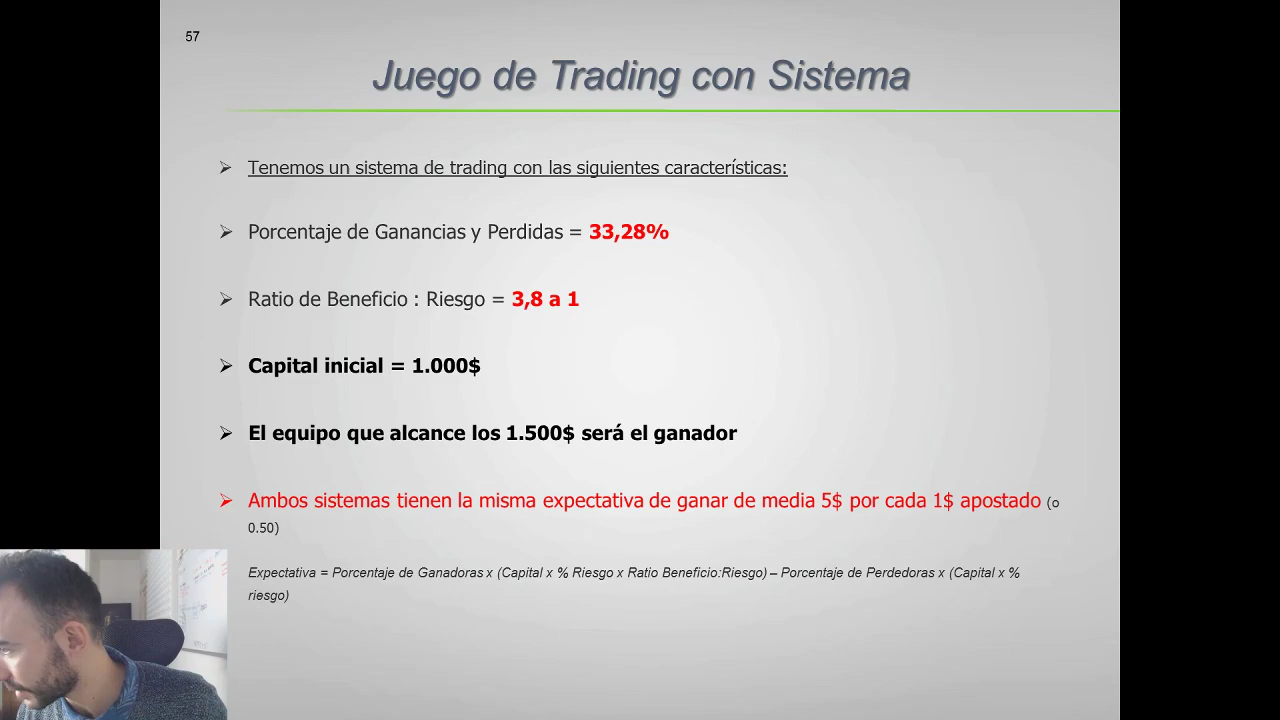 57
Juego de Trading con Sistema
Tenemos un sistema de trading con las siguientes características:
Porcentaje de Ganancias y Perdidas = 33,28%
Ratio de Beneficio : Riesgo = 3,8 a 1
Capital inicial = 1.000$
El equipo que alcance los 1.500$ será el ganador
Ambos sistemas tienen la misma expectativa de ganar de media 5$ por cada 1$ apostado (o
0.50)
Expectativa = Porcentaje de Ganadoras x (Capital x % Riesgo x Ratio Beneficio:Riesgo) – Porcentaje de Perdedoras x (Capital x %
riesgo)